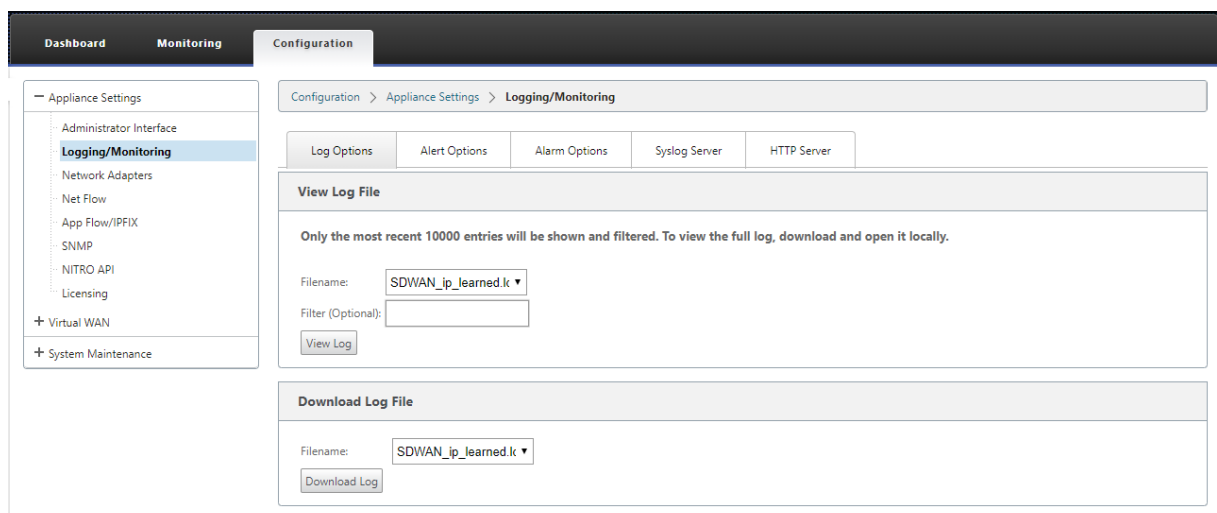 Dashboard Monitoring Configuration
Appliance Settings
Administrator Interface
Logging/Monitoring
Network Adapters
Net Flow
App Flow/IPFIX
SNMP
NITRO API
Licensing
Virtual WAN
System Maintenance
Configuration > Appliance Settings > Logging/Monitoring
Log Options Alert Options Alarm Options Syslog Server HTTP Server
View Log File
Only the most recent 10000 entries will be shown and filtered. To view the full log, download and open it locally.
Filename: SDWAN_ip_learned.lo
Filter (Optional):
View Log
Download Log File
Filename: SDWAN_ip_learned.lo
Download Log